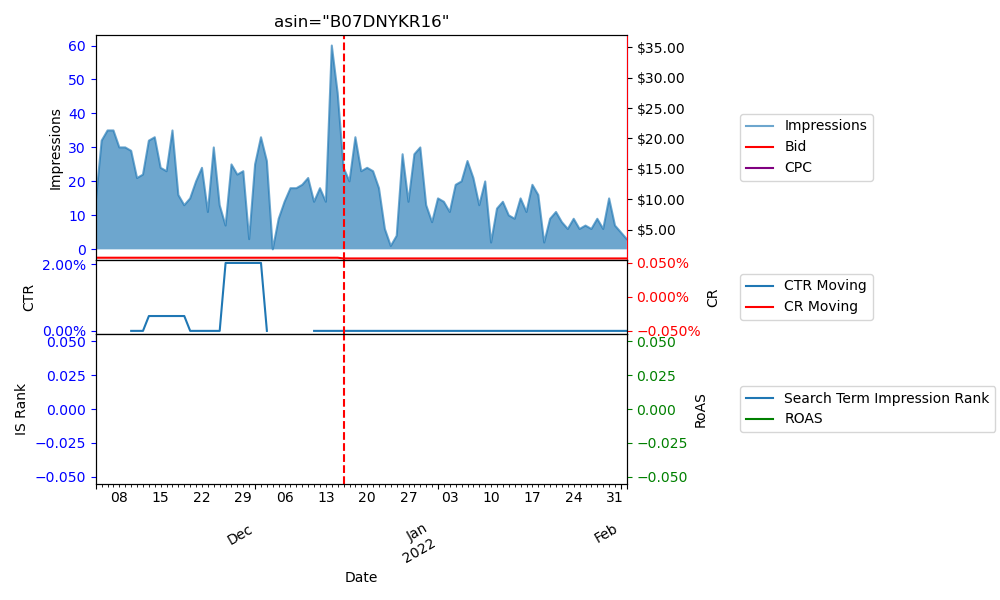 asin="B07DNYKR16"
Impressions
60
50
40
30
20
10
0
$35.00
$30.00
$25.00
$20.00
$15.00
$10.00
$5.00
Impressions
Bid
CPC
CTR
2.00%
0.00%
0.050%
0.000%
−0.050%
CR
CTR Moving
CR Moving
IS Rank
0.050
0.025
0.000
−0.025
−0.050
0.050
0.025
0.000
−0.025
−0.050
RoAS
Search Term Impression Rank
ROAS
08 15 22 29 06 13 20 27 03 10 17 24 31
Dec
Jan
2022
Feb
Date